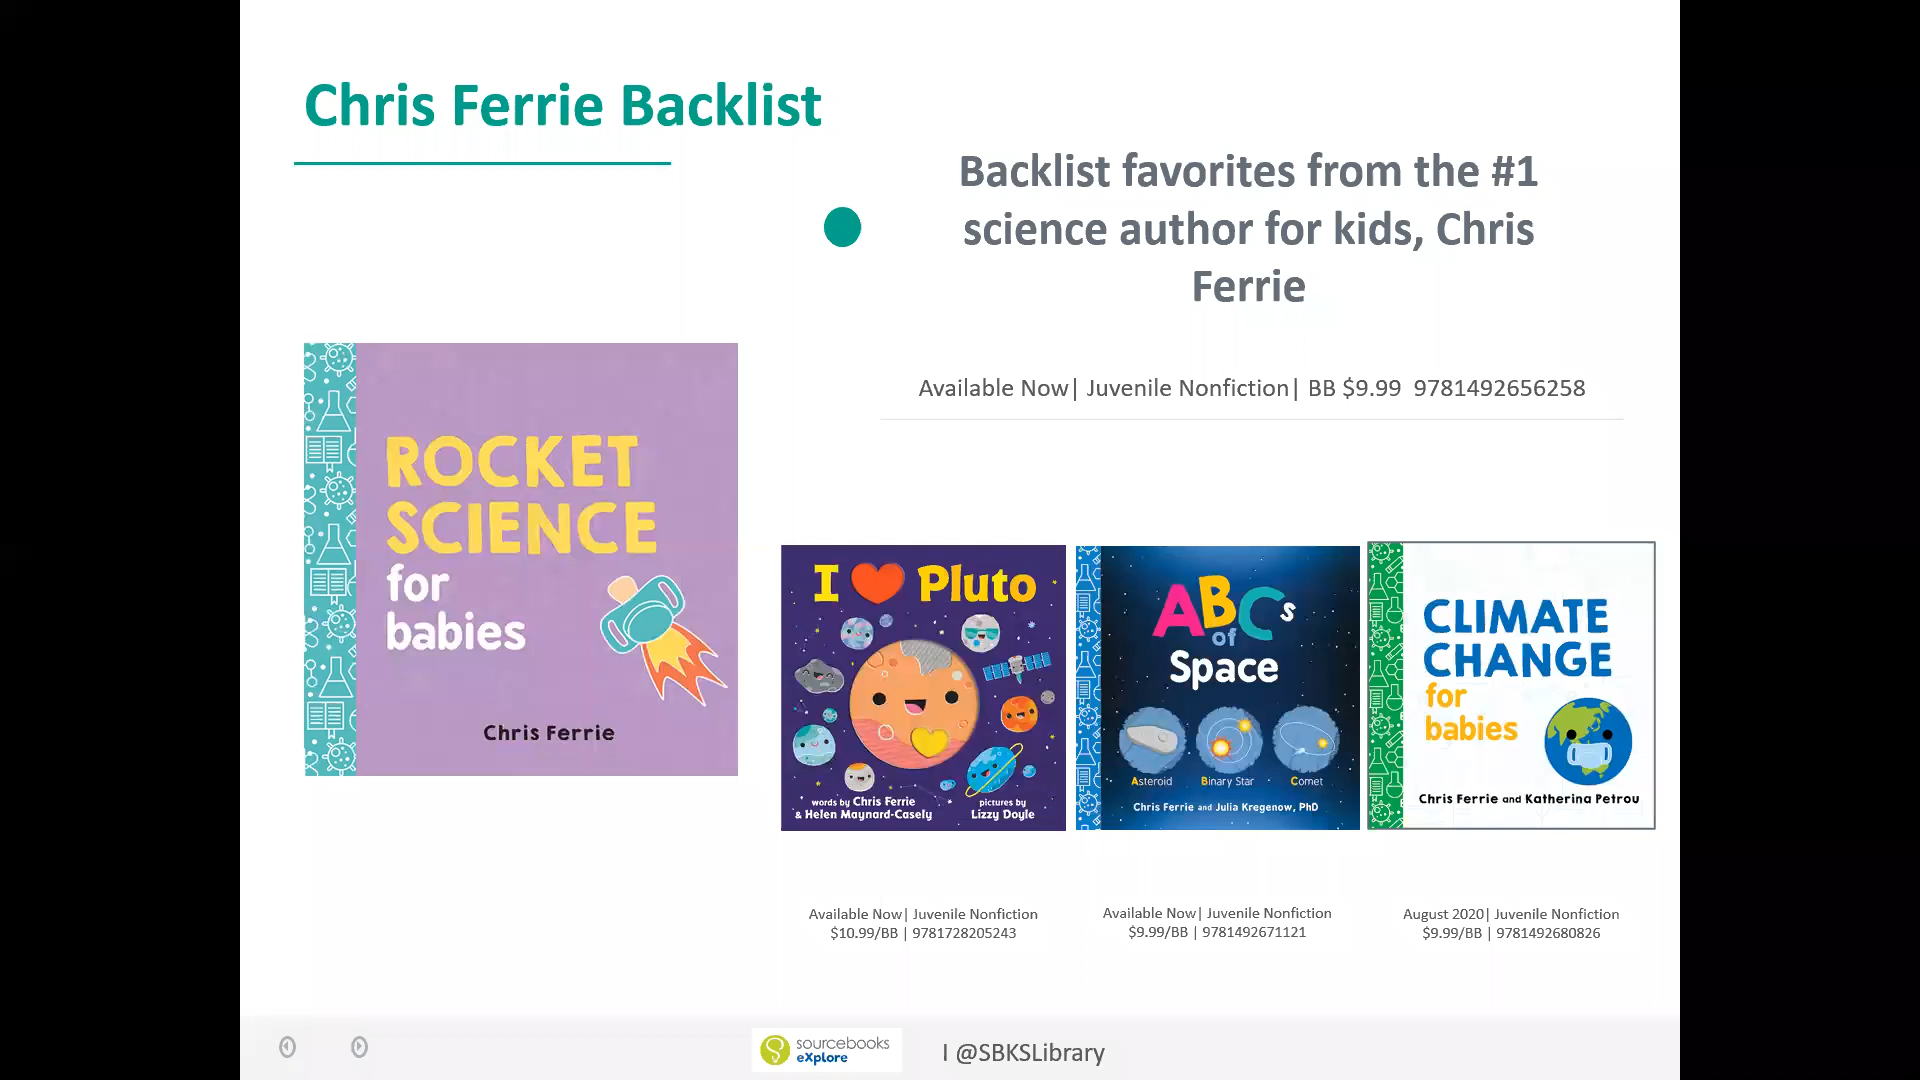 Chris Ferrie Backlist
Backlist favorites from the #1
science author for kids, Chris
Ferrie
Available Now| Juvenile Nonfiction| BB $9.99 9781492656258
ROCKET
SCIENCE
for
babies
Chris Ferrie
I Pluto
words by Chris Ferrie
& Helen Maynard-Casely
pictures by
Lizzy Doyle
ABCs
of
Space
Asteroid
Binary Star
Comet
Chris Ferrie and Julia Kregenow, PhD
CLIMATE
CHANGE
for
babies
Chris Ferrie and Katherina Petrou
Available Now| Juvenile Nonfiction
$10.99/BB | 9781728205243
Available Now| Juvenile Nonfiction
$9.99/BB | 9781492671121
August 2020| Juvenile Nonfiction
$9.99/BB | 9781492680826
sourcebooks
eXplore
I @SBKSLibrary